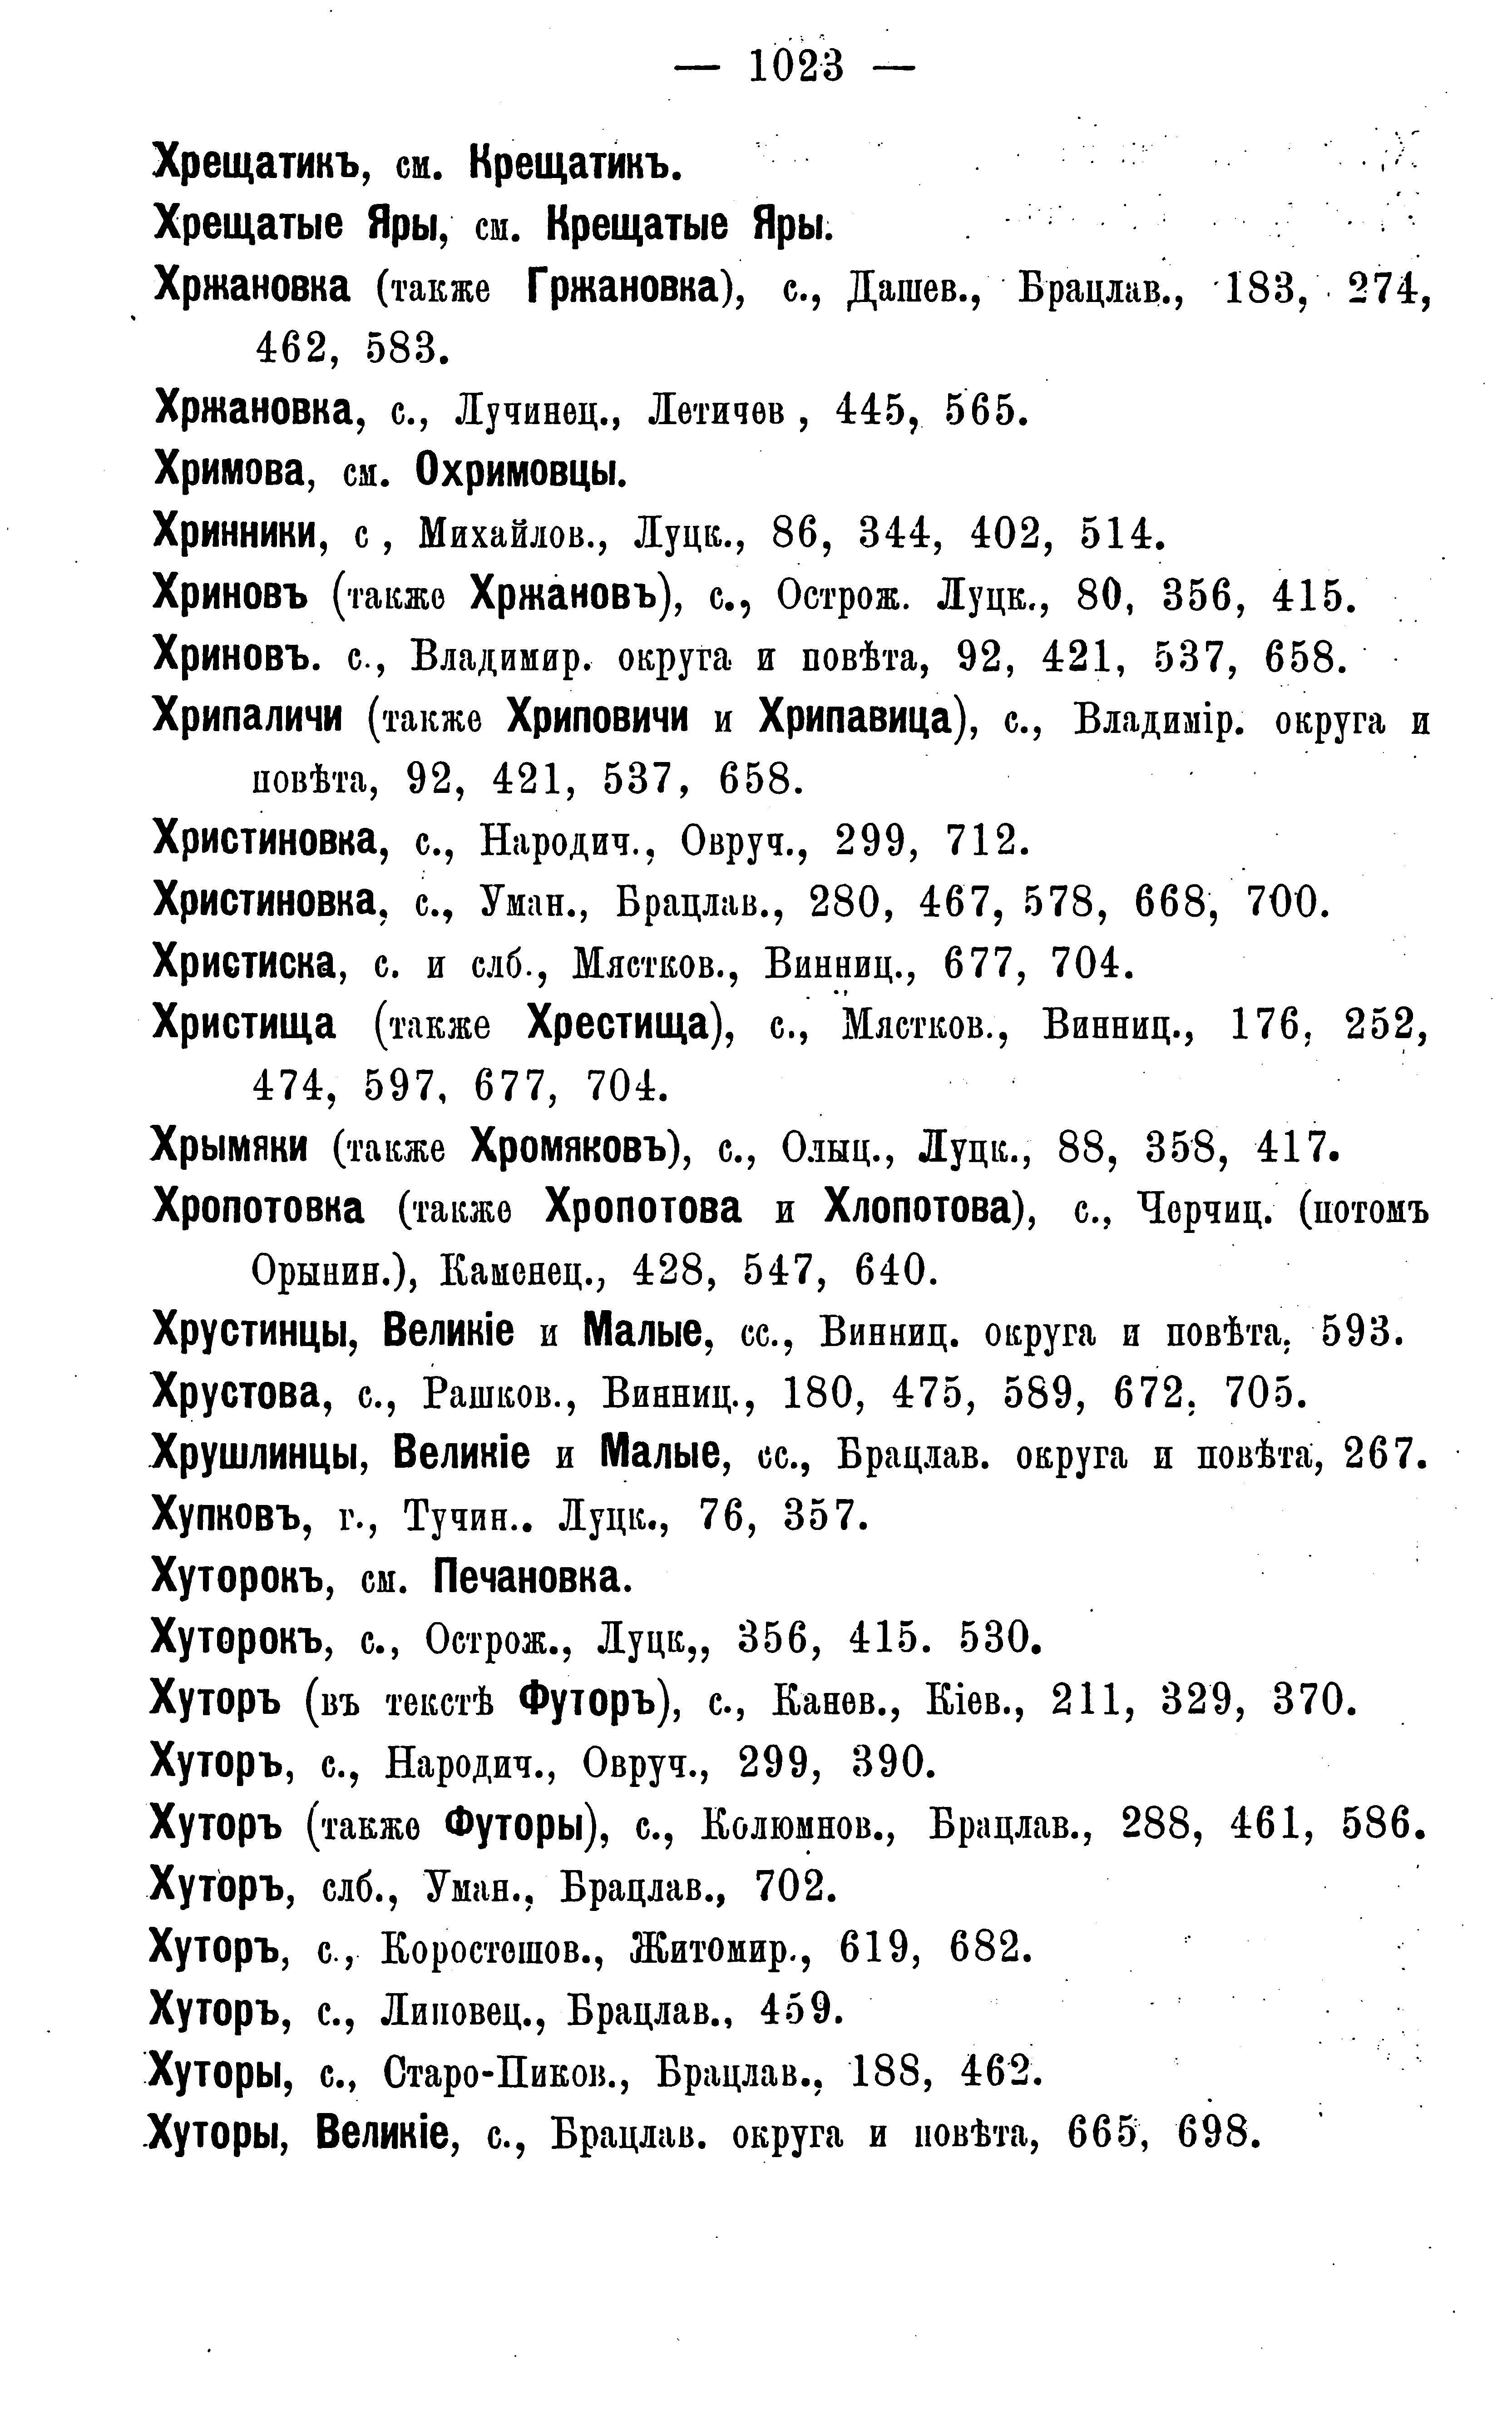 — 1023 —
Хрещатикъ, см. Крещатикъ.
Хрещатые Яры, см. Крещатые Яры.
Хржановка (также Гржановка), с., Дашев., Брацлав., 183, 274,
462, 583.
Хржановка, с., Лучинец., Летичев , 445, 565.
Хримова, см. Охримовцы.
Хринники, с , Михайлов., Луцк., 86, 344, 402, 514.
Хриновъ (также Хржановъ), с., Острож. Луцк., 80, 356, 415.
Хриновъ. с., Владимир. округа и повѣта, 92, 421, 537, 658.
Хрипаличи (также Хриповичи и Хрипавица), с., Владимір. округа и
повѣта, 92, 421, 537, 658.
Христиновка, с., Народич., Овруч., 299, 712.
Христиновка, с., Уман., Брацлав., 280, 467, 578, 668, 700.
Христиска, с. и слб., Мястков., Винниц., 677, 704.
Христища (также Хрестища), с., Мястков., Винниц., 176, 252,
474, 597, 677, 704.
Хрымяки (также Хромяковъ), с., Олыц., Луцк., 88, 358, 417.
Хропотовка (также Хропотова и Хлопотова), с., Черчиц. (потомъ
Орынин.), Каменец., 428, 547, 640.
Хрустинцы, Великіе и Малые, сс., Винниц. округа и повѣта, 593.
Хрустова, с., Рашков., Винниц., 180, 475, 589, 672, 705.
Хрушлинцы, Великіе и Малые, сс., Брацлав. округа и повѣта, 267.
Хупковъ, г., Тучин.. Луцк., 76, 357.
Хуторокъ, см. Печановка.
Хуторокъ, с., Острож., Луцк,, 356, 415. 530.
Хуторъ (въ текстѣ Футоръ), с., Канев., Кіев., 211, 329, 370.
Хуторъ, с., Народич., Овруч., 299, 390.
Хуторъ (также Футоры), с., Колюмнов., Брацлав., 288, 461, 586.
Хуторъ, слб., Уман., Брацлав., 702.
Хуторъ, с., Коростешов., Житомир., 619, 682.
Хуторъ, с., Липовец., Брацлав., 459.
Хуторы, с., Старо-Пиков., Брацлав., 188, 462.
Хуторы, Великіе, с., Брацлав. округа и повѣта, 665, 698.